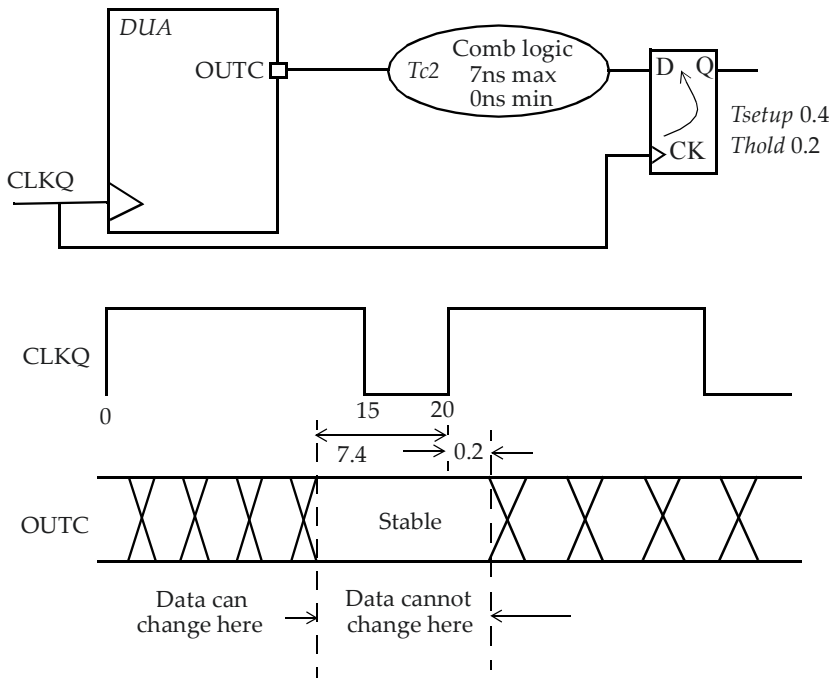 DUA
OUTC
Tc2
Comb logic
7ns max
0ns min
D Q
CK
Tsetup 0.4
Thold 0.2
CLKQ
CLKQ
0
15
20
7.4
0.2
OUTC
Stable
Data can
change here
Data cannot
change here